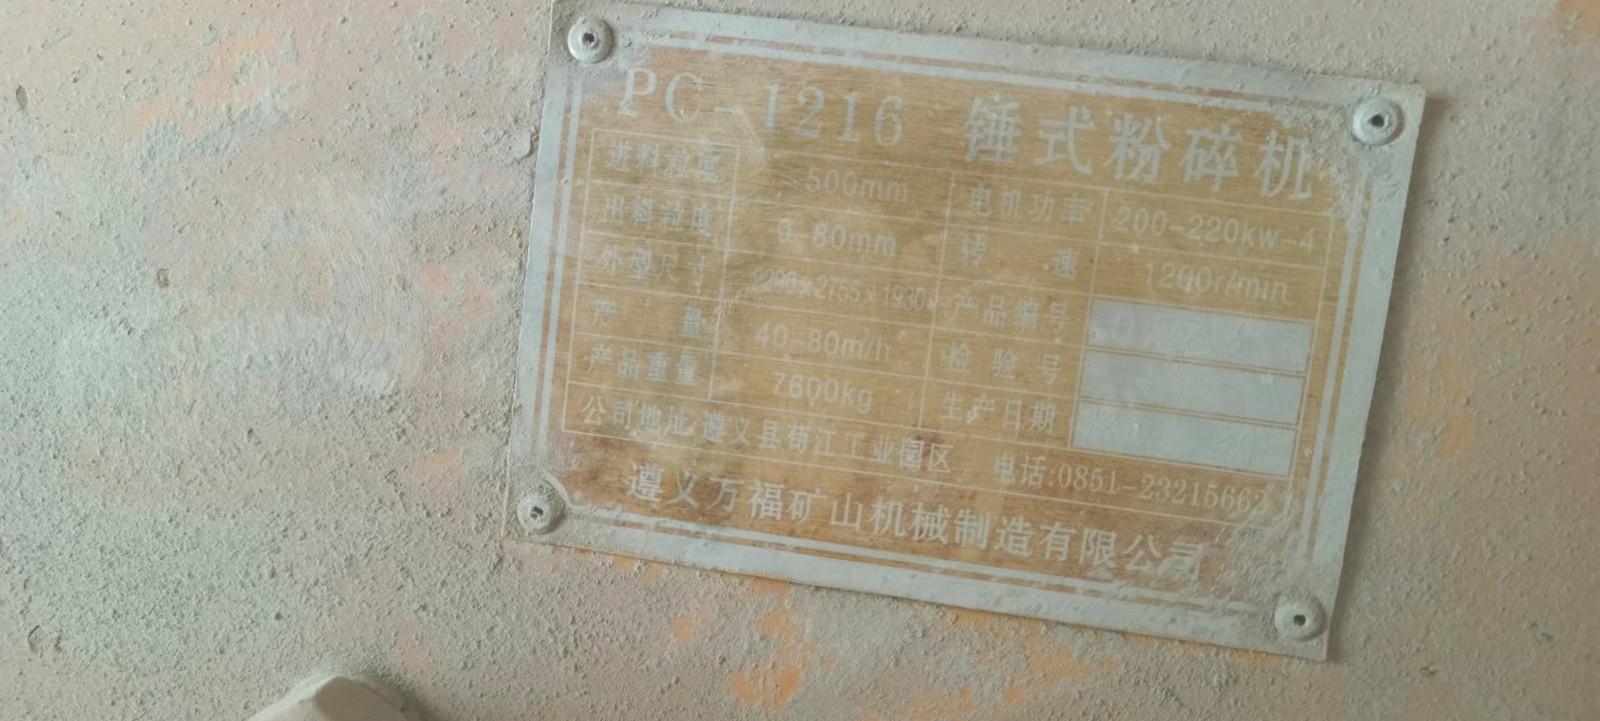 PC-1216 锤式粉碎机
进料粒度 ≤500mm 电机功率 200-220kw-4
出料粒度 0-80mm 转 速 1200r/min
外型尺寸 2755x1930 产品编号
产 量 40-80m/h 检 验 号
产品重量 7600kg 生产日期
公司地址:遵义县苟江工业园区 电话:0851-23215662
遵义万福矿山机械制造有限公司